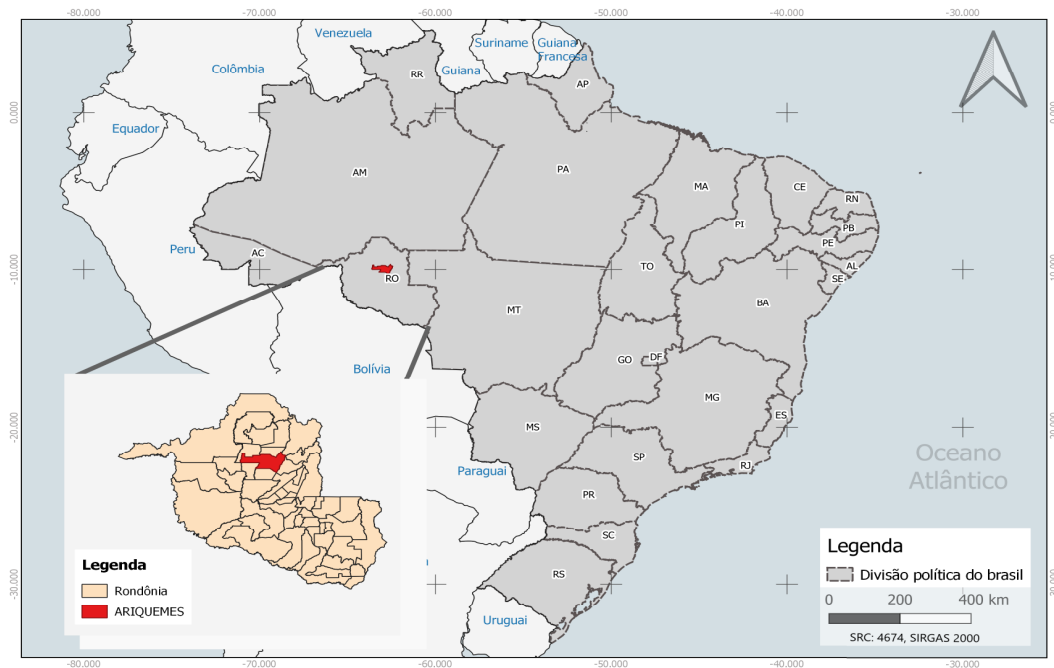 -80.000
-70.000
-60.000
-50.000
-40.000
-30.000
Venezuela
Suriname
Guiana
Francesa
Colômbia
Guiana
RR
AP
0.000
0.000
Equador
AM
PA
MA
CE
RN
PI
PB
PE
Peru
AC
RO
TO
AL
SE
-10.000
-10.000
BA
MT
Bolívia
GO
DF
MG
ES
-20.000
-20.000
MS
SP
RJ
Paraguai
Oceano
Atlântico
PR
SC
RS
Uruguai
-30.000
-30.000
Legenda
Rondônia
ARIQUEMES
Legenda
Divisão política do brasil
0 200 400 km
SRC: 4674, SIRGAS 2000
-80.000
-70.000
-60.000
-50.000
-40.000
-30.000